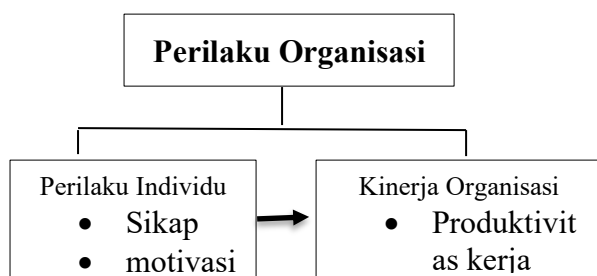 Perilaku Organisasi
Perilaku Individu
• Sikap
• motivasi
Kinerja Organisasi
• Produktivit
as kerja